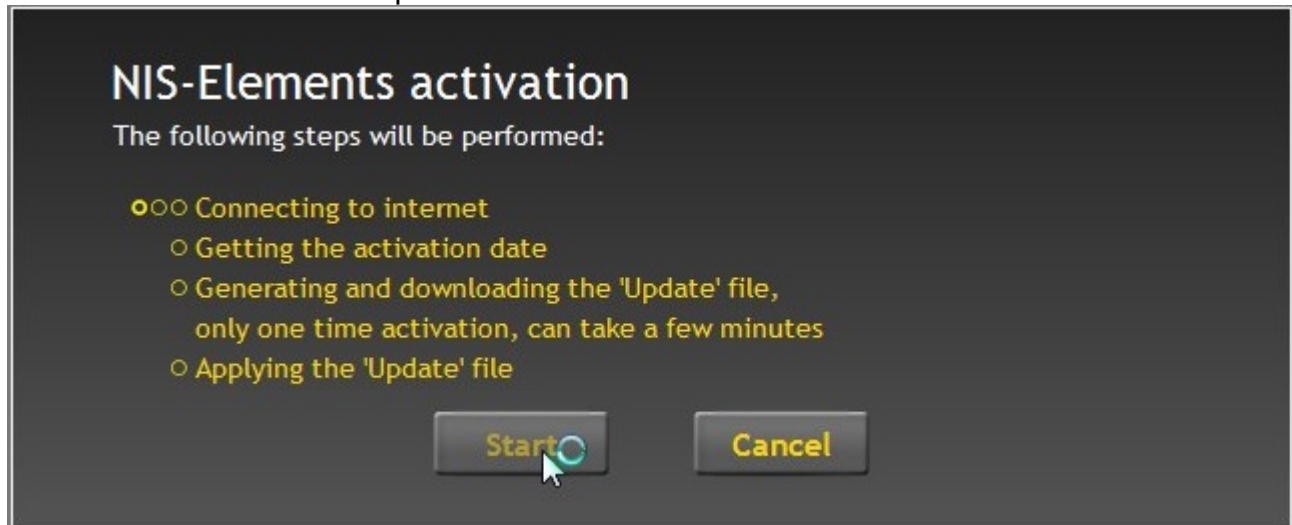 NIS-Elements activation
The following steps will be performed:
Connecting to internet
Getting the activation date
Generating and downloading the 'Update' file,
only one time activation, can take a few minutes
Applying the 'Update' file
Start
Cancel